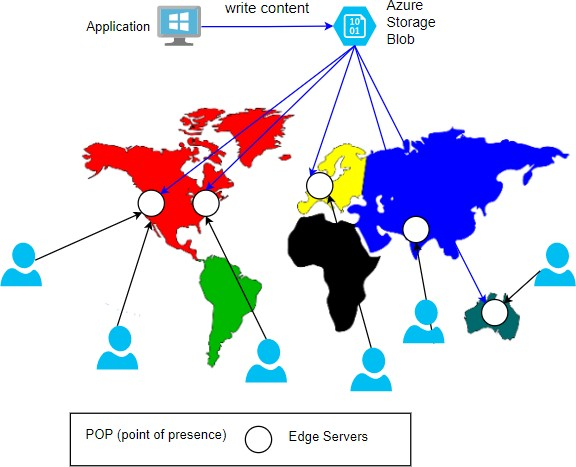 write content
Azure
Storage
Blob
Application
10
01
POP (point of presence)
Edge Servers